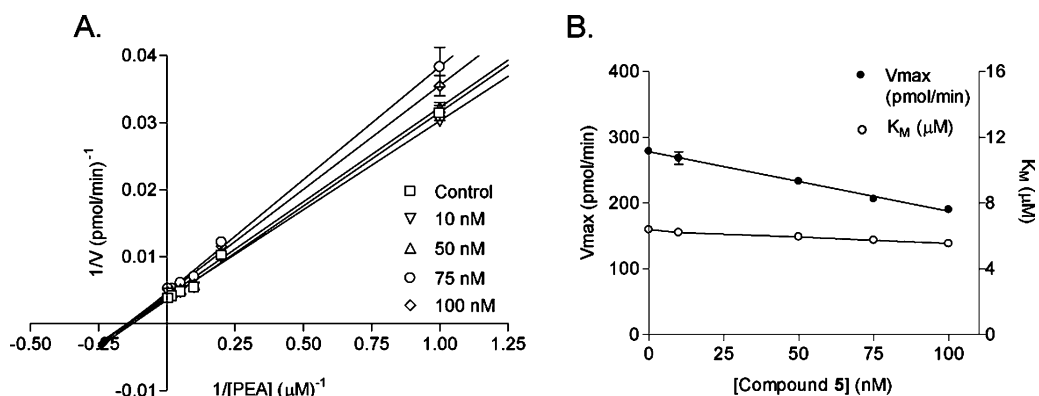 A.
0.04
0.03
0.02
0.01
-0.01
1/V (pmol/min)⁻¹
-0.50
-0.25
0.25
0.50
0.75
1.00
1.25
1/[PEA] (μM)⁻¹
Control
10 nM
50 nM
75 nM
100 nM
B.
400
300
200
100
0
Vmax (pmol/min)
Vmax
(pmol/min)
K_M (μM)
16
12
8
4
0
K_M (μM)
0
25
50
75
100
[Compound 5] (nM)